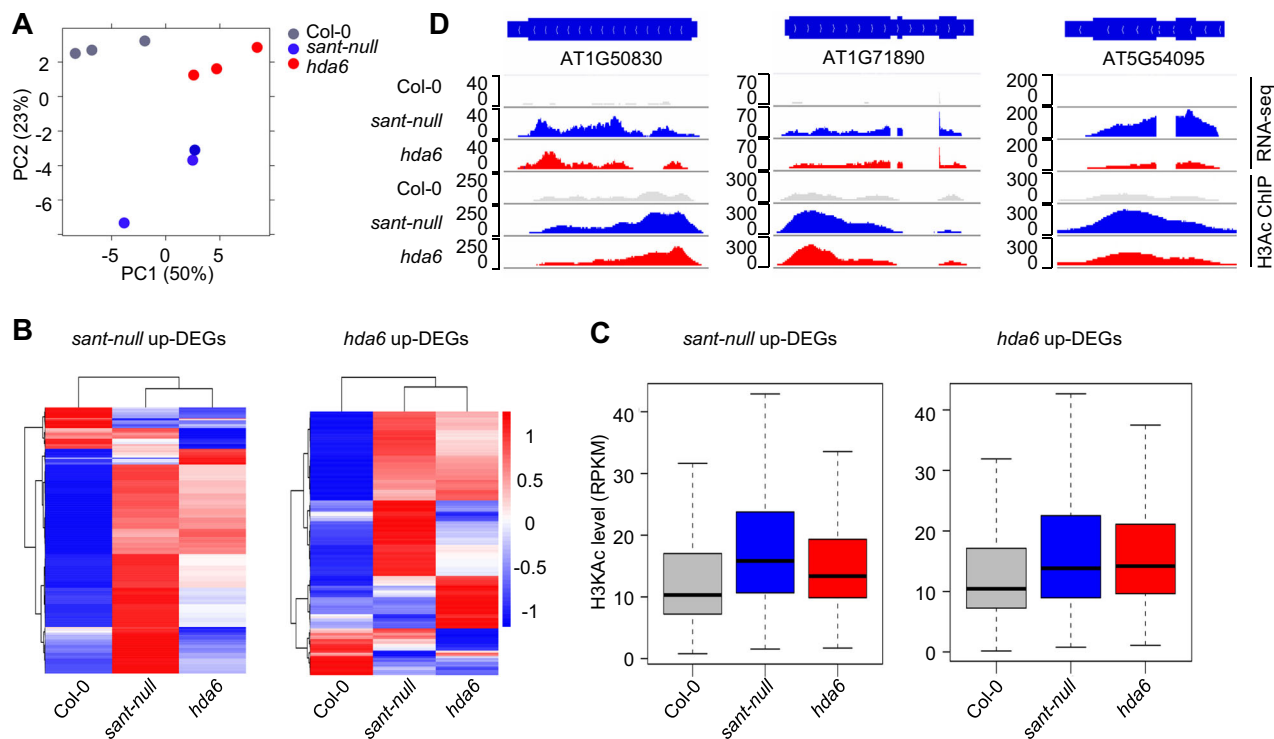 A
Col-0
sant-null
hda6
2
0
-2
-4
-6
PC2 (23%)
-5
0
5
PC1 (50%)
D
AT1G50830
AT1G71890
AT5G54095
Col-0
40
0
70
0
200
0
sant-null
40
0
70
0
200
0
hda6
40
0
70
0
200
0
RNA-seq
Col-0
250
0
300
0
300
0
sant-null
250
0
300
0
300
0
hda6
250
0
300
0
300
0
H3Ac ChIP
B
sant-null up-DEGs
hda6 up-DEGs
1
0.5
0
-0.5
-1
Col-0
sant-null
hda6
Col-0
sant-null
hda6
C
sant-null up-DEGs
hda6 up-DEGs
H3KAc level (RPKM)
40
30
20
10
0
40
30
20
10
0
Col-0
sant-null
hda6
Col-0
sant-null
hda6